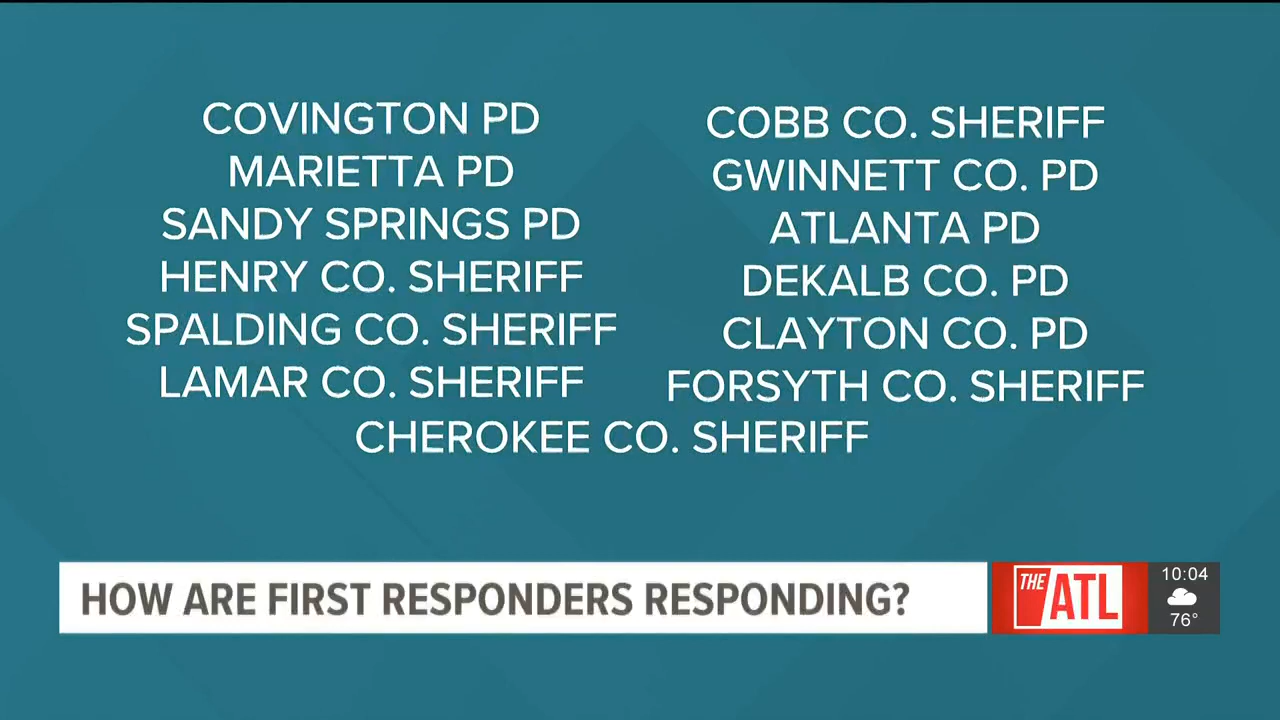 COVINGTON PD
MARIETTA PD
SANDY SPRINGS PD
HENRY CO. SHERIFF
SPALDING CO. SHERIFF
LAMAR CO. SHERIFF
COBB CO. SHERIFF
GWINNETT CO. PD
ATLANTA PD
DEKALB CO. PD
CLAYTON CO. PD
FORSYTH CO. SHERIFF
CHEROKEE CO. SHERIFF
HOW ARE FIRST RESPONDERS RESPONDING?
THE ATL
10:04
76°